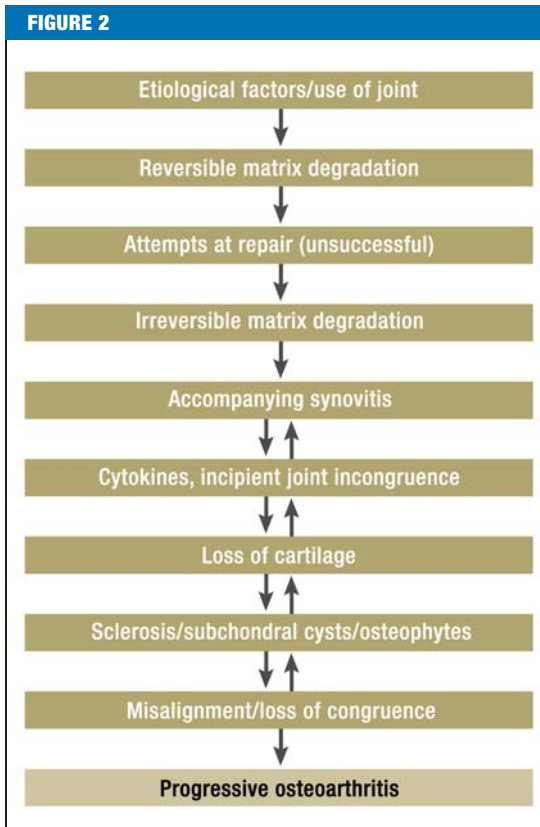 FIGURE 2
Etiological factors/use of joint
Reversible matrix degradation
Attempts at repair (unsuccessful)
Irreversible matrix degradation
Accompanying synovitis
Cytokines, incipient joint incongruence
Loss of cartilage
Sclerosis/subchondral cysts/osteophytes
Misalignment/loss of congruence
Progressive osteoarthritis